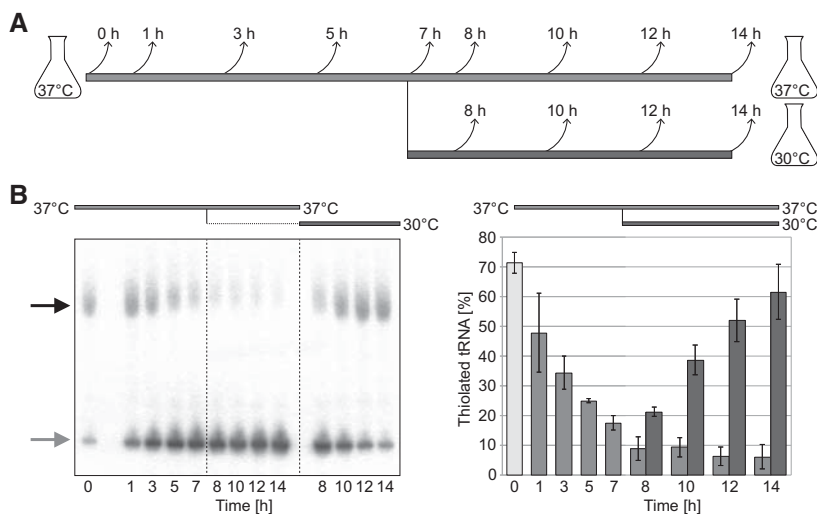 A
0 h 1 h 3 h 5 h 7 h 8 h 10 h 12 h 14 h
37°C 37°C
8 h 10 h 12 h 14 h
30°C
B
37°C 37°C
30°C
0 1 3 5 7 8 10 12 14 8 10 12 14
Time [h]
37°C 37°C
30°C
Thiolated tRNA [%]
80
70
60
50
40
30
20
10
0
0 1 3 5 7 8 10 12 14
Time [h]